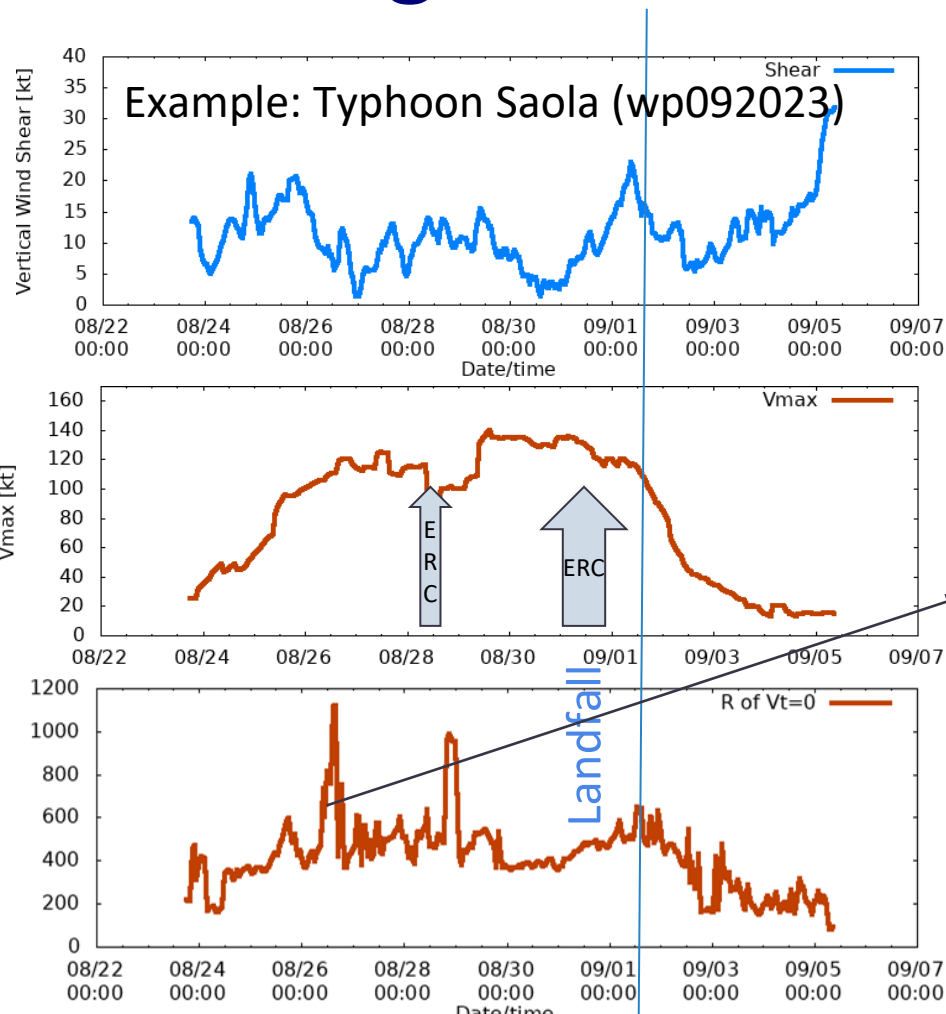 g
40
35
30
25
20
15
10
5
0
Vertical Wind Shear [kt]
Shear
Example: Typhoon Saola (wp092023)
08/22 08/24 08/26 08/28 08/30 09/01 09/03 09/05 09/07
00:00 00:00 00:00 00:00 00:00 00:00 00:00 00:00 00:00
Date/time
160
140
120
100
80
60
40
20
0
Vmax [kt]
Vmax
E
R
C
ERC
08/22 08/24 08/26 08/28 08/30 09/01 09/03 09/05 09/07
1200
1000
800
600
400
200
0
R of Vt=0
Landfall
08/22 08/24 08/26 08/28 08/30 09/01 09/03 09/05 09/07
00:00 00:00 00:00 00:00 00:00 00:00 00:00 00:00 00:00
Date/time